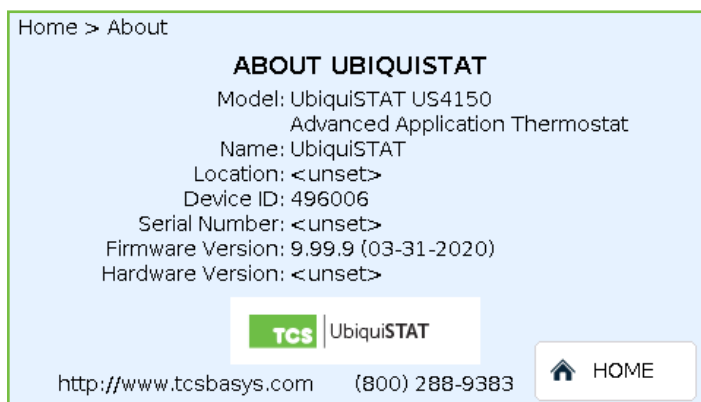 Home > About
ABOUT UBIQUISTAT
Model: UbiquiSTAT US4150
Advanced Application Thermostat
Name: UbiquiSTAT
Location: <unset>
Device ID: 496006
Serial Number: <unset>
Firmware Version: 9.99.9 (03-31-2020)
Hardware Version: <unset>
TCS UbiquiSTAT
http://www.tcsbasys.com (800) 288-9383
HOME